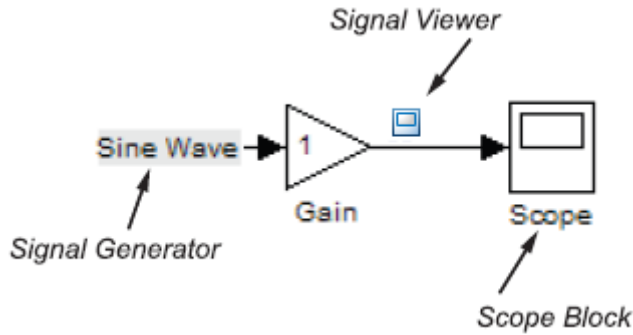 Signal Viewer
Sine Wave
1
Gain
Scope
Signal Generator
Scope Block